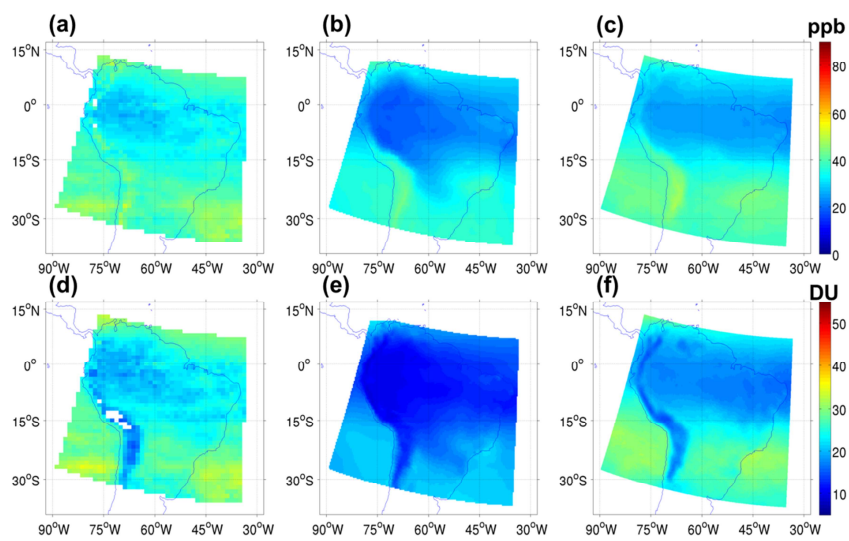 (a) (b) (c) ppb
15°N 15°N 15°N 80
0° 0° 0° 60
15°S 15°S 15°S 40
30°S 30°S 30°S 20
0
90°W 75°W 60°W 45°W 30°W 90°W 75°W 60°W 45°W 30°W 90°W 75°W 60°W 45°W 30°W
(d) (e) (f) DU
15°N 15°N 15°N 50
0° 0° 0° 40
15°S 15°S 15°S 30
30°S 30°S 30°S 20
10
90°W 75°W 60°W 45°W 30°W 90°W 75°W 60°W 45°W 30°W 90°W 75°W 60°W 45°W 30°W